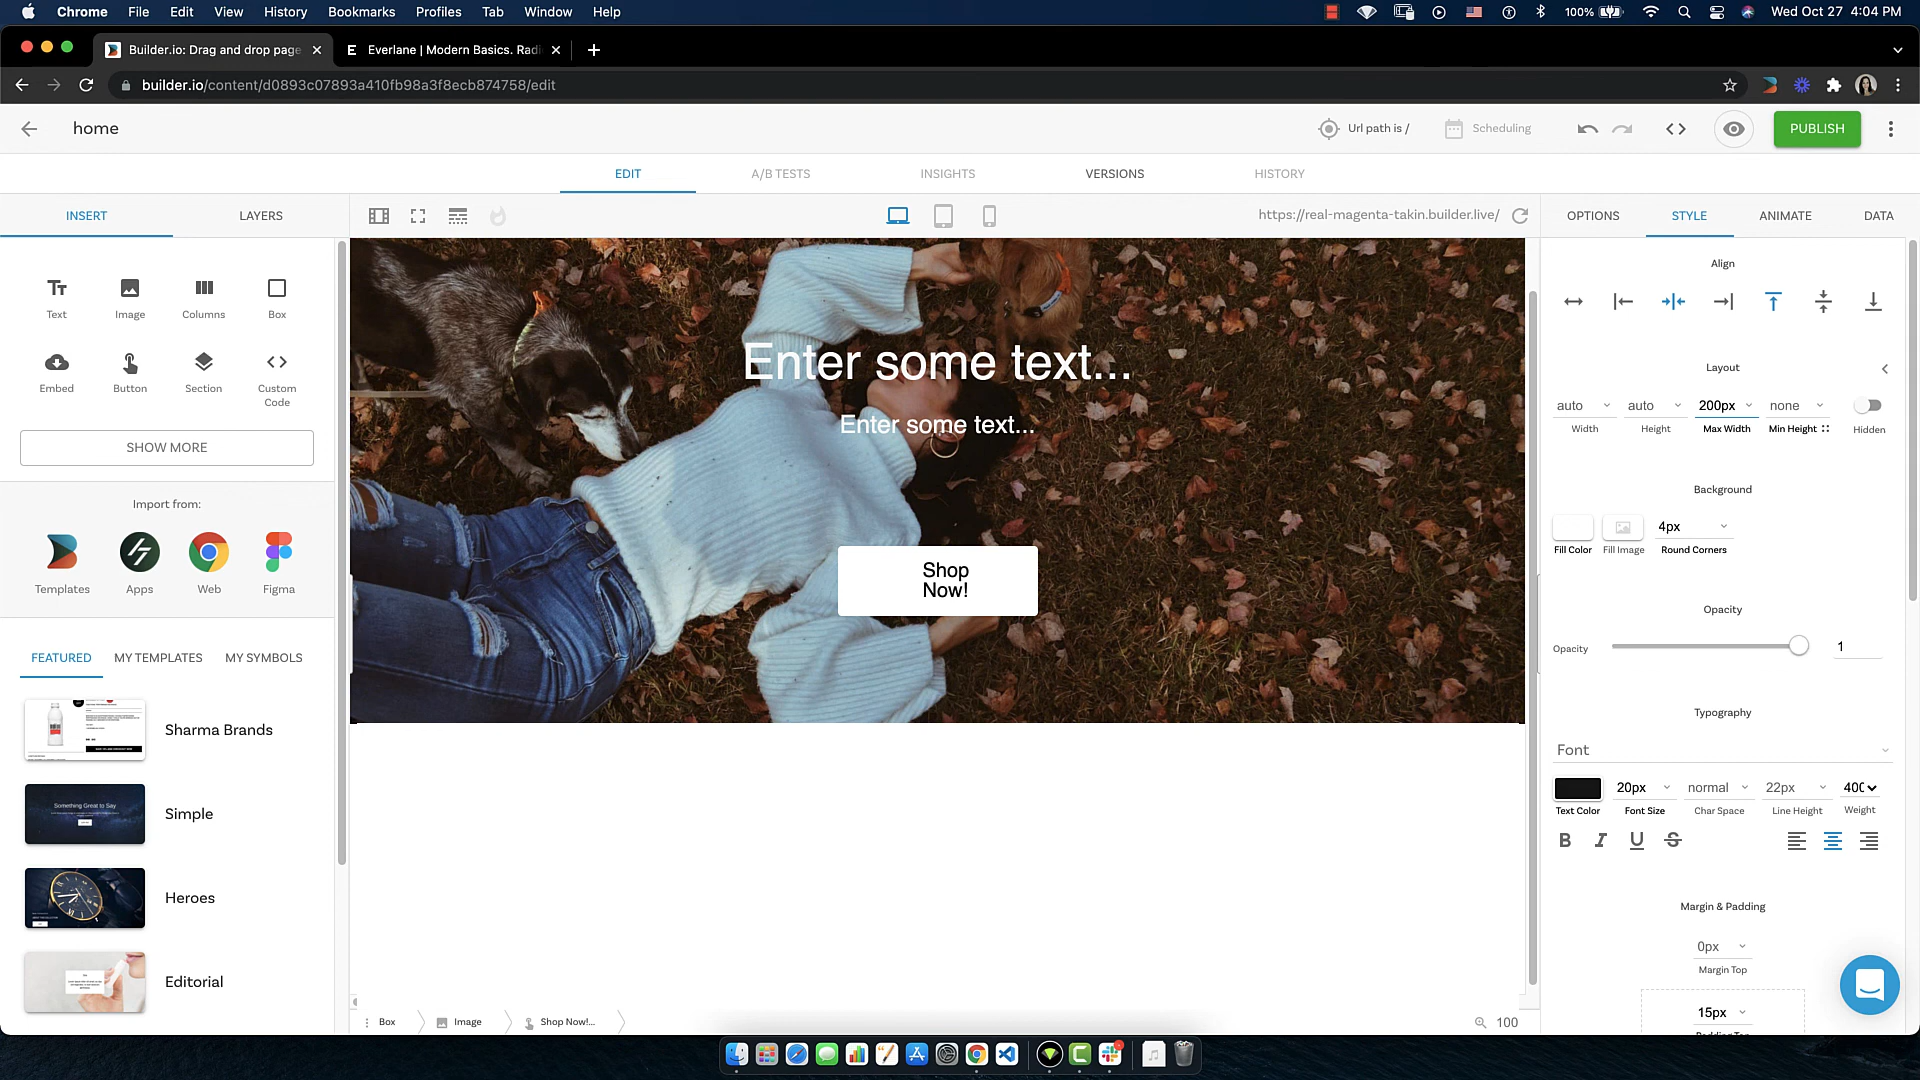 Chrome File Edit View History Bookmarks Profiles Tab Window Help
100% Wed Oct 27 4:04 PM
Builder.io: Drag and drop page
Everlane | Modern Basics. Radi
builder.io/content/d0893c07893a410fb98a3f8ecb874758/edit
home
Url path is /
Scheduling
PUBLISH
EDIT A/B TESTS INSIGHTS VERSIONS HISTORY
INSERT LAYERS
https://real-magenta-takin.builder.live/
OPTIONS STYLE ANIMATE DATA
Text Image Columns Box
Embed Button Section Custom Code
SHOW MORE
Import from:
Templates Apps Web Figma
FEATURED MY TEMPLATES MY SYMBOLS
Sharma Brands
Something Great to Say
Simple
Heroes
Editorial
Enter some text...
Enter some text...
Shop
Now!
Box Image Shop Now!...
100
Align
Layout
auto auto 200px none
Width Height Max Width Min Height Hidden
Background
4px
Fill Color Fill Image Round Corners
Opacity
Opacity 1
Typography
Font
20px normal 22px 400
Text Color Font Size Char Space Line Height Weight
B I U S
Margin & Padding
0px
Margin Top
15px